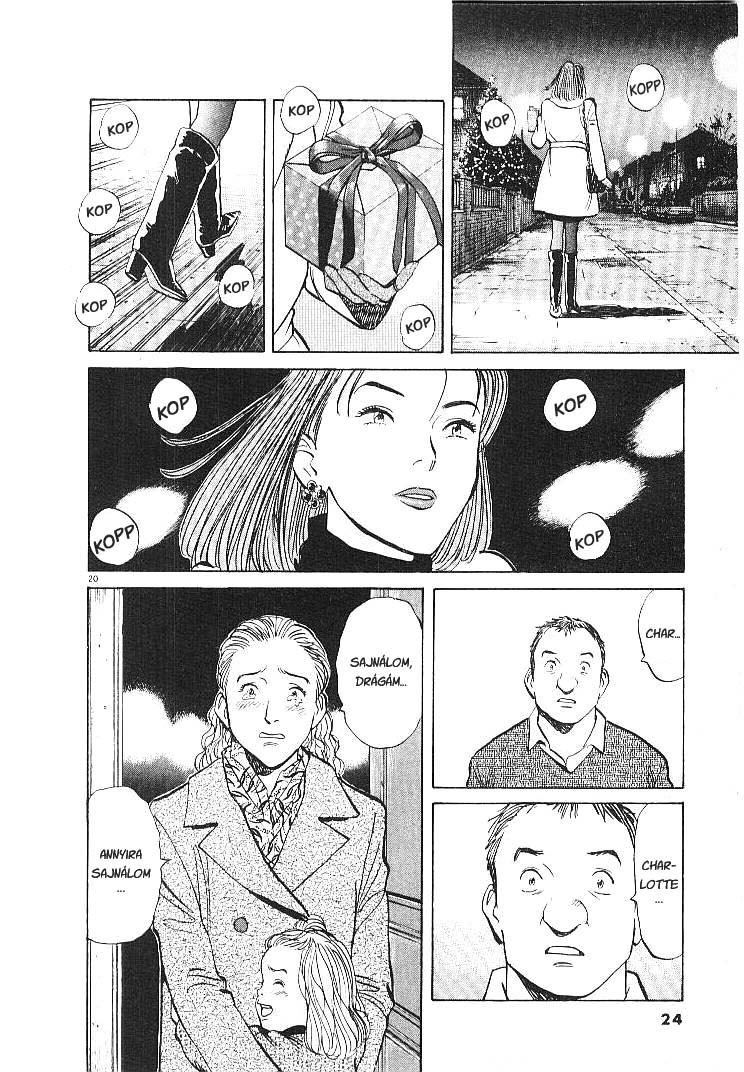 KOP
KOP
KOP
KOP
KOP
KOP
KOP
KOPP
KOP
KOP
KOPP
KOP
20
SAJNÁLOM,
DRÁGÁM...
CHAR...
ANNYIRA
SAJNÁLOM
...
CHAR-
LOTTE
...
24